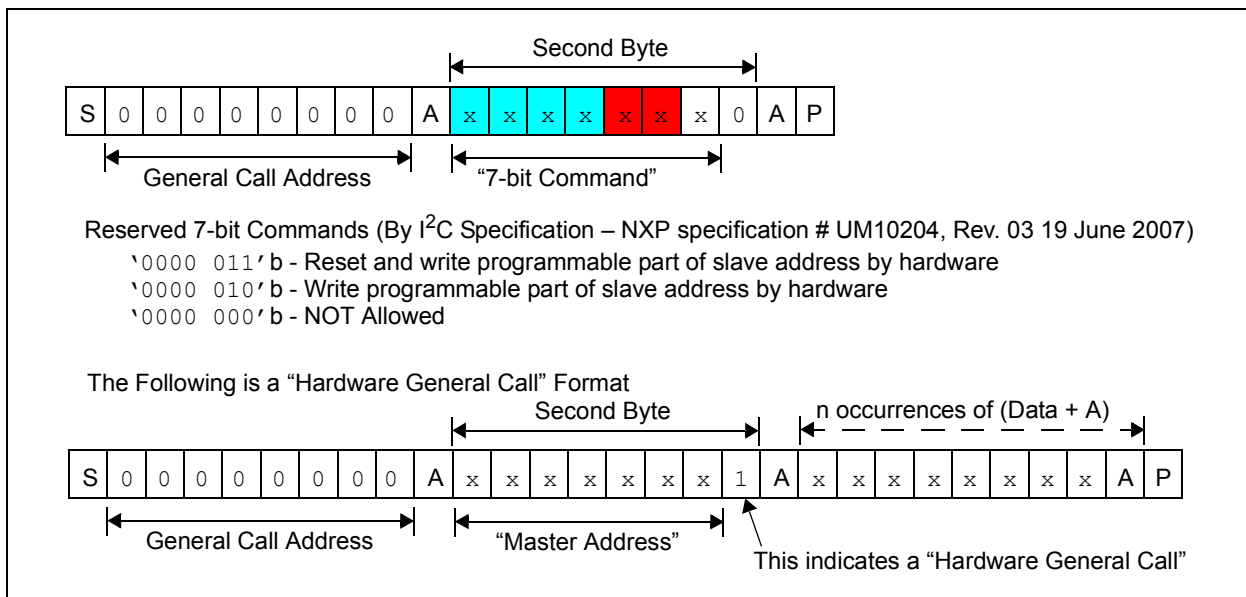 Second Byte
S 0 0 0 0 0 0 0 0 A x x x x x x x 0 A P
General Call Address “7-bit Command”
Reserved 7-bit Commands (By I2C Specification – NXP specification # UM10204, Rev. 03 19 June 2007)
‘0000 011’b - Reset and write programmable part of slave address by hardware
‘0000 010’b - Write programmable part of slave address by hardware
‘0000 000’b - NOT Allowed
The Following is a “Hardware General Call” Format
Second Byte n occurrences of (Data + A)
S 0 0 0 0 0 0 0 0 A x x x x x x x 1 A x x x x x x x x A P
General Call Address “Master Address”
This indicates a “Hardware General Call”